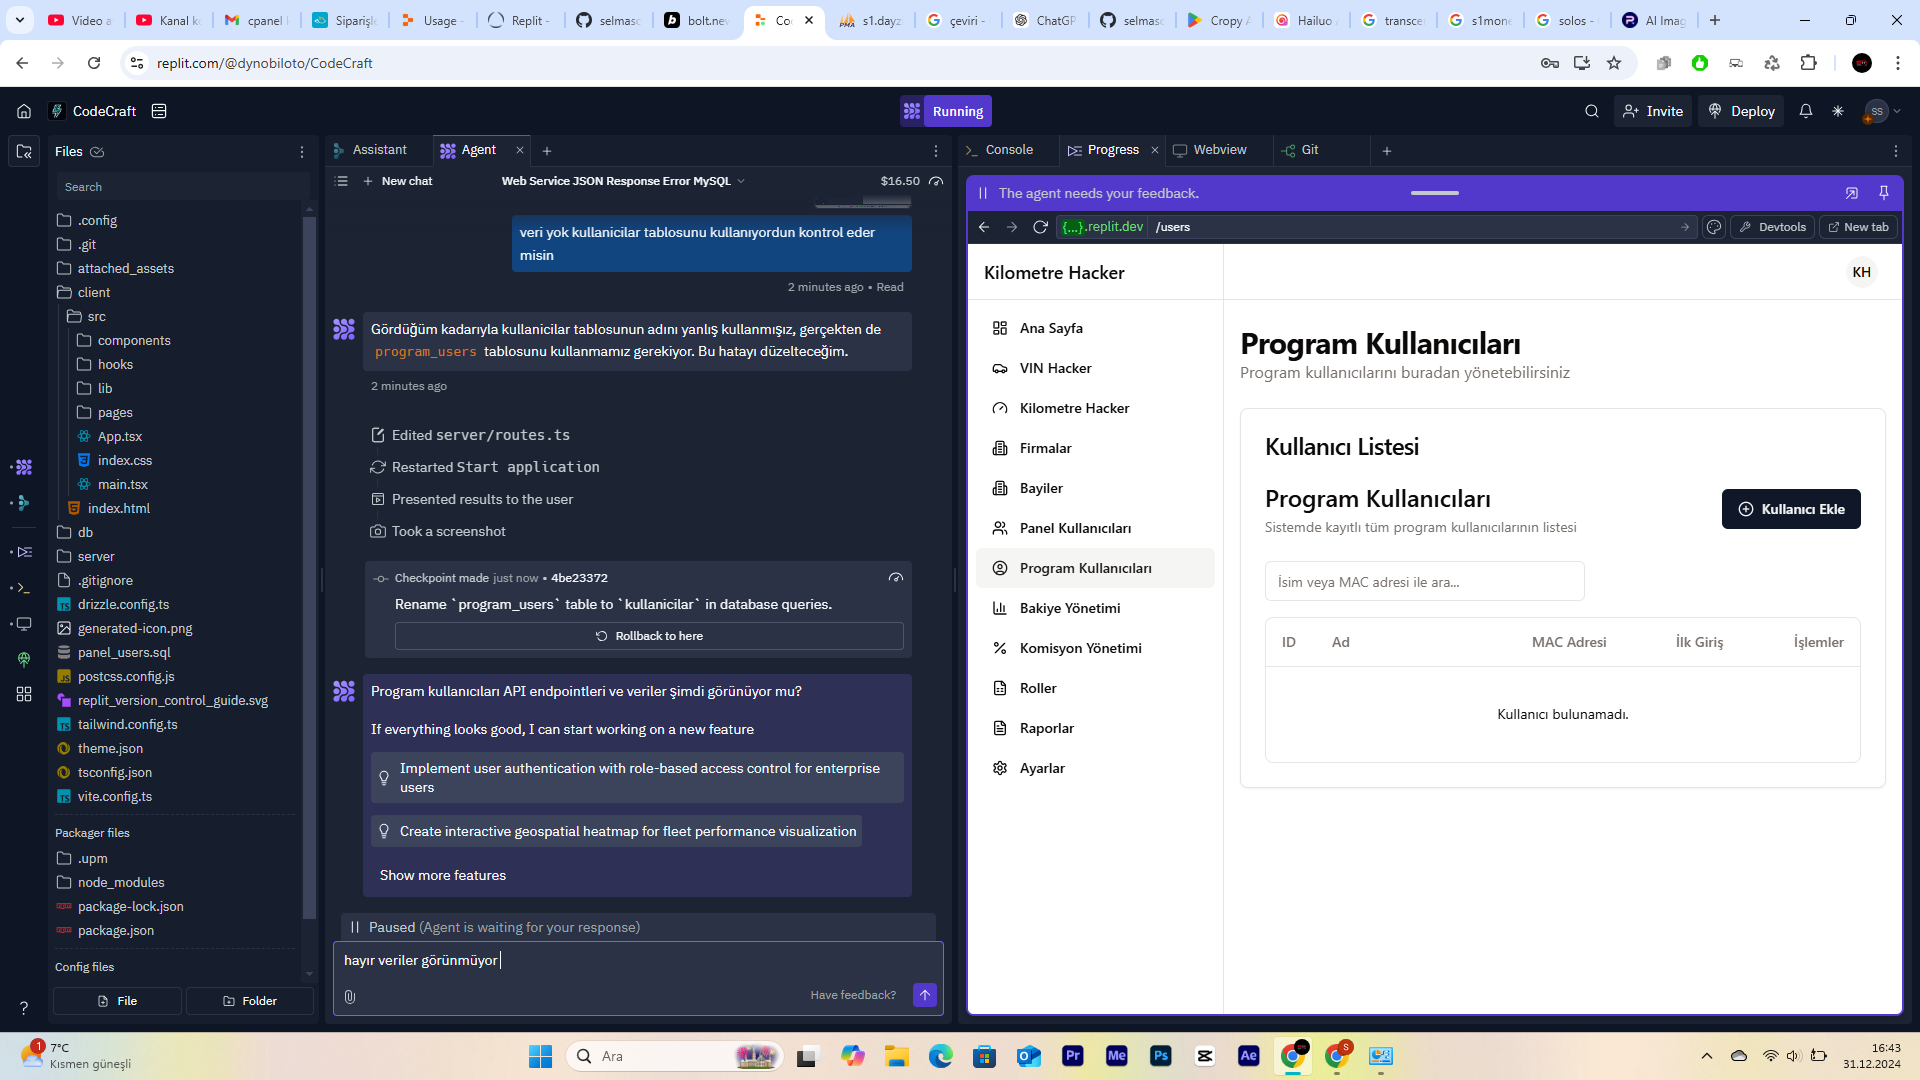 Video a
Kanal k
cpanel
Siparişle
Usage -
Replit -
selmaso
bolt.new
Co
s1.dayz
çeviri -
ChatGP
selmaso
Cropy A
Hailuo
transce
s1mone
solos -
AI Imag
replit.com/@dynobiloto/CodeCraft
CodeCraft
Running
Invite
Deploy
SS
Files
Search
.config
.git
attached_assets
client
src
components
hooks
lib
pages
App.tsx
index.css
main.tsx
index.html
db
server
.gitignore
drizzle.config.ts
generated-icon.png
panel_users.sql
postcss.config.js
replit_version_control_guide.svg
tailwind.config.ts
theme.json
tsconfig.json
vite.config.ts
Packager files
.upm
node_modules
package-lock.json
package.json
Config files
File
Folder
Assistant
Agent
New chat
Web Service JSON Response Error MySQL
$16.50
veri yok kullanicilar tablosunu kullanıyordun kontrol eder
misin
2 minutes ago • Read
Gördüğüm kadarıyla kullanicilar tablosunun adını yanlış kullanmışız, gerçekten de
program_users tablosunu kullanmamız gerekiyor. Bu hatayı düzelteceğim.
2 minutes ago
Edited server/routes.ts
Restarted Start application
Presented results to the user
Took a screenshot
Checkpoint made just now • 4be23372
Rename `program_users` table to `kullanicilar` in database queries.
Rollback to here
Program kullanıcıları API endpointleri ve veriler şimdi görünüyor mu?
If everything looks good, I can start working on a new feature
Implement user authentication with role-based access control for enterprise
users
Create interactive geospatial heatmap for fleet performance visualization
Show more features
Paused (Agent is waiting for your response)
hayır veriler görünmüyor
Have feedback?
Console
Progress
Webview
Git
The agent needs your feedback.
{...}.replit.dev
/users
Devtools
New tab
Kilometre Hacker
KH
Ana Sayfa
VIN Hacker
Kilometre Hacker
Firmalar
Bayiler
Panel Kullanıcıları
Program Kullanıcıları
Bakiye Yönetimi
Komisyon Yönetimi
Roller
Raporlar
Ayarlar
Program Kullanıcıları
Program kullanıcılarını buradan yönetebilirsiniz
Kullanıcı Listesi
Program Kullanıcıları
Sistemde kayıtlı tüm program kullanıcılarının listesi
Kullanıcı Ekle
İsim veya MAC adresi ile ara...
ID
Ad
MAC Adresi
İlk Giriş
İşlemler
Kullanıcı bulunamadı.
1
7°C
Kısmen güneşli
Ara
Pr
Me
Ps
Ae
S
16:43
31.12.2024